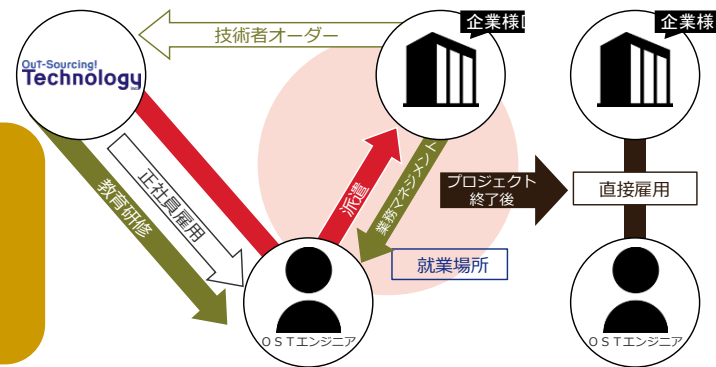 企業様
企業様
技術者オーダー
OuT-Sourcing!
Technology
教育研修
正社員雇用
派遣
業務マネジメント
プロジェクト
終了後
直接雇用
就業場所
OSTエンジニア
OSTエンジニア